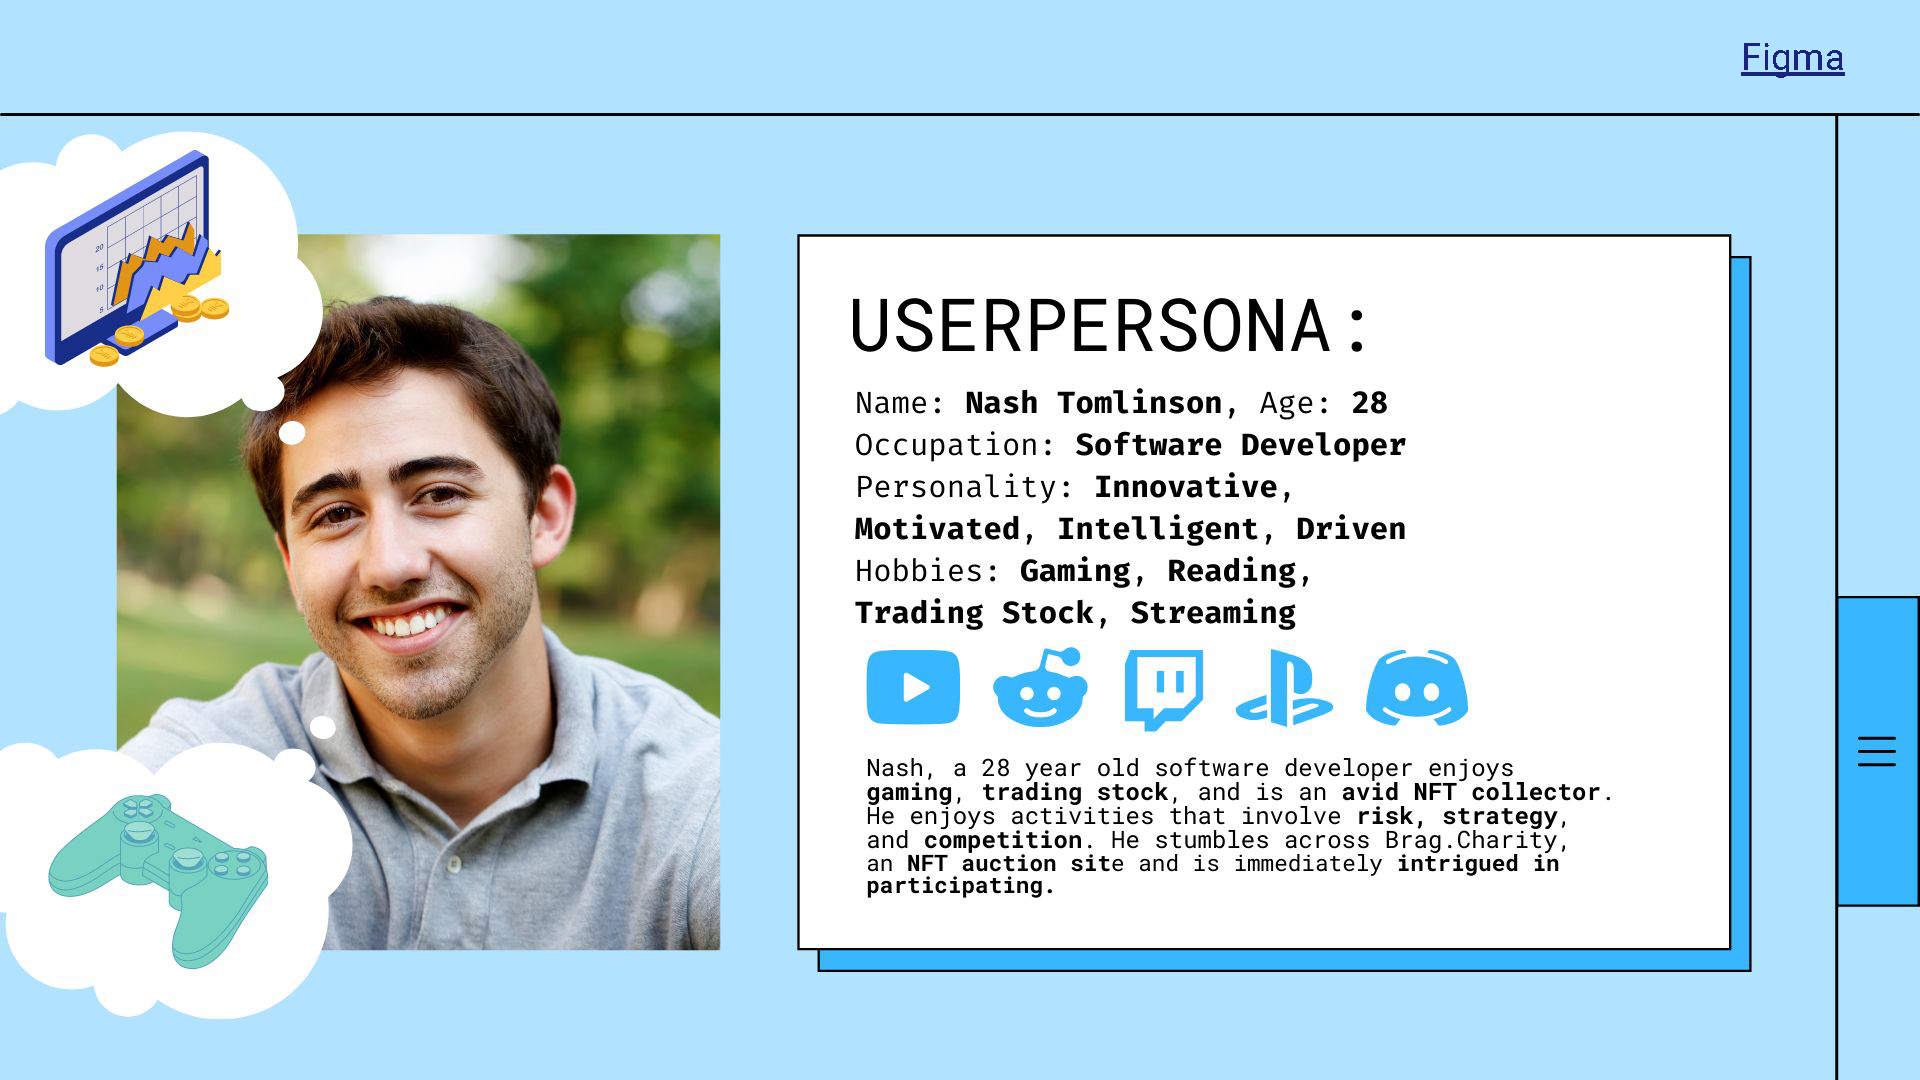 Figma
20
15
10
5
USERPERSONA:
Name: Nash Tomlinson, Age: 28
Occupation: Software Developer
Personality: Innovative,
Motivated, Intelligent, Driven
Hobbies: Gaming, Reading,
Trading Stock, Streaming
Nash, a 28 year old software developer enjoys
gaming, trading stock, and is an avid NFT collector.
He enjoys activities that involve risk, strategy,
and competition. He stumbles across Brag.Charity,
an NFT auction site and is immediately intrigued in
participating.